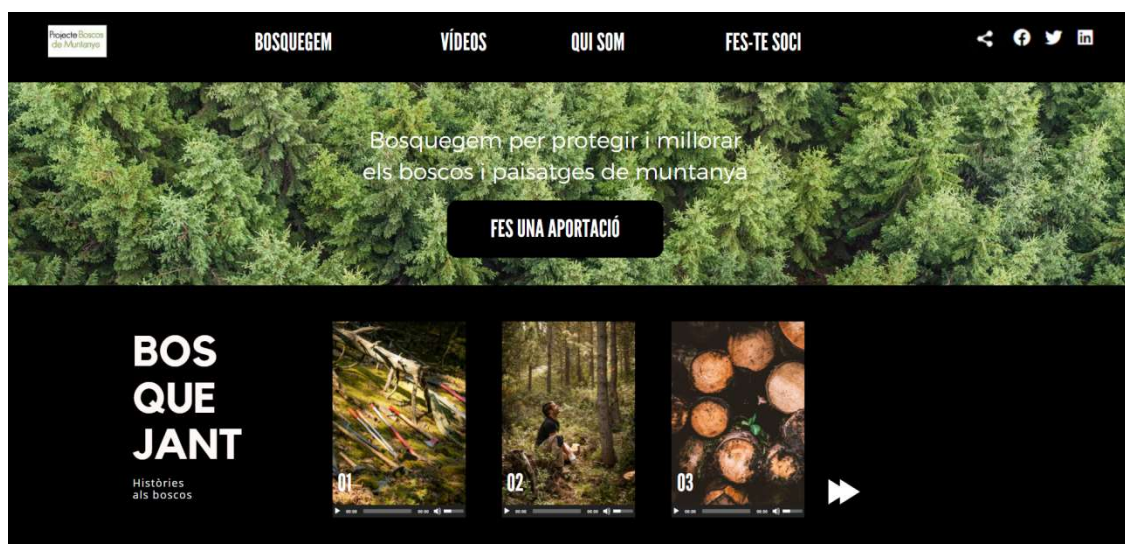 Projecte Boscos
de Muntanya
BOSQUEGEM
VÍDEOS
QUI SOM
FES-TE SOCI
Bosquegem per protegir i millorar
els boscos i paisatges de muntanya
FES UNA APORTACIÓ
BOS
QUE
JANT
Històries
als boscos
01
02
03